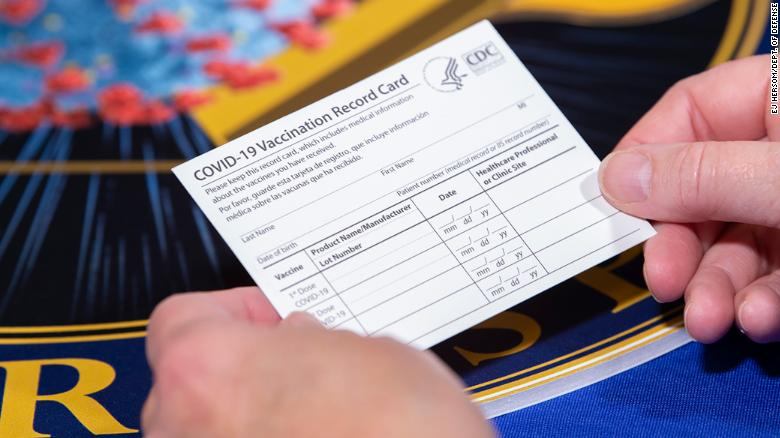 CDC
COVID-19 Vaccination Record Card
Please keep this record card, which includes medical information
about the vaccines you have received.
Por favor, guarde esta tarjeta de registro, que incluye información
médica sobre las vacunas que ha recibido.
Last Name First Name MI
Date of birth Patient number (medical record or IIS record number)
Vaccine Product Name/Manufacturer Date Healthcare Professional
Lot Number or Clinic Site
1st Dose
COVID-19
mm dd yy
Dose
VID-19
mm dd yy
mm dd yy
mm dd yy
R
S
EJ HERSOM/DEPT. OF DEFENSE